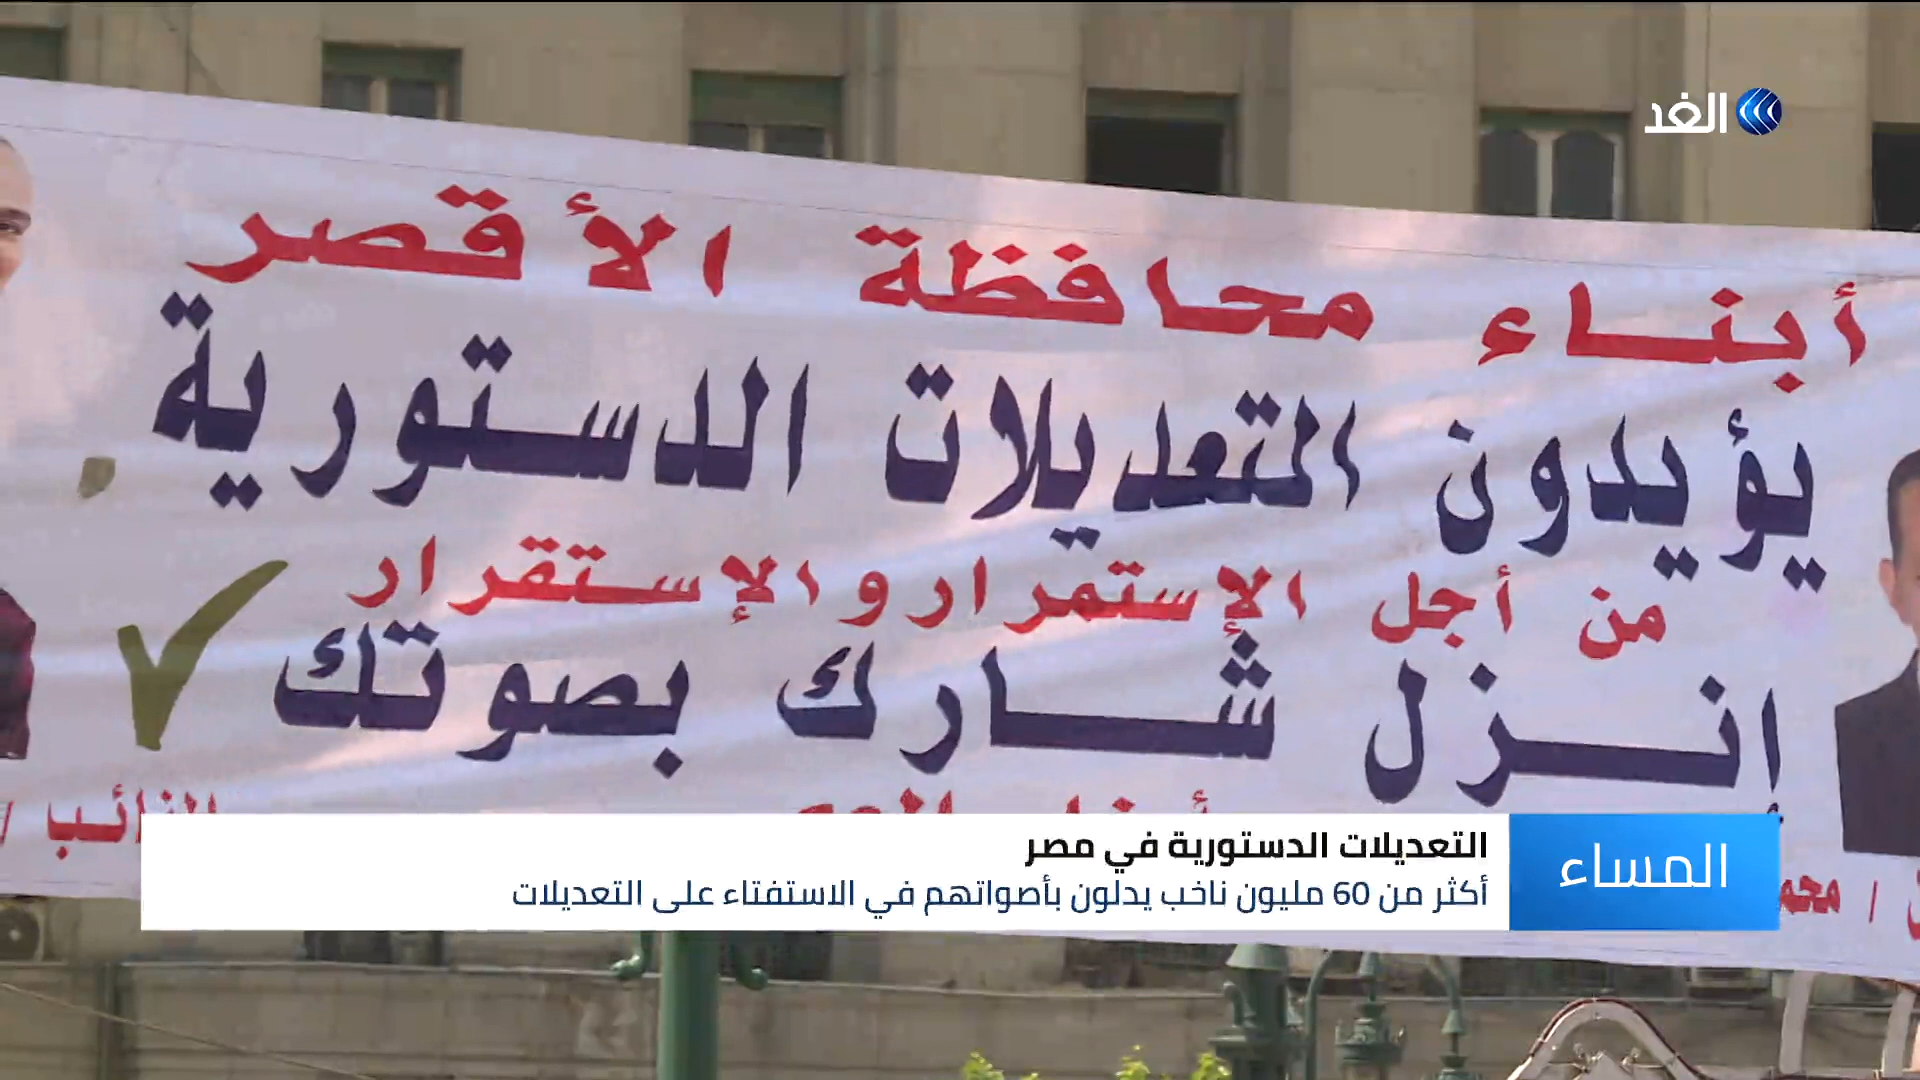 الغد
أبناء محافظة الأقصر
يؤيدون التعديلات الدستورية
من أجل الإستمرار والإستقرار
إنزل شارك بصوتك
النائب /
المساء
التعديلات الدستورية في مصر
أكثر من 60 مليون ناخب يدلون بأصواتهم في الاستفتاء على التعديلات